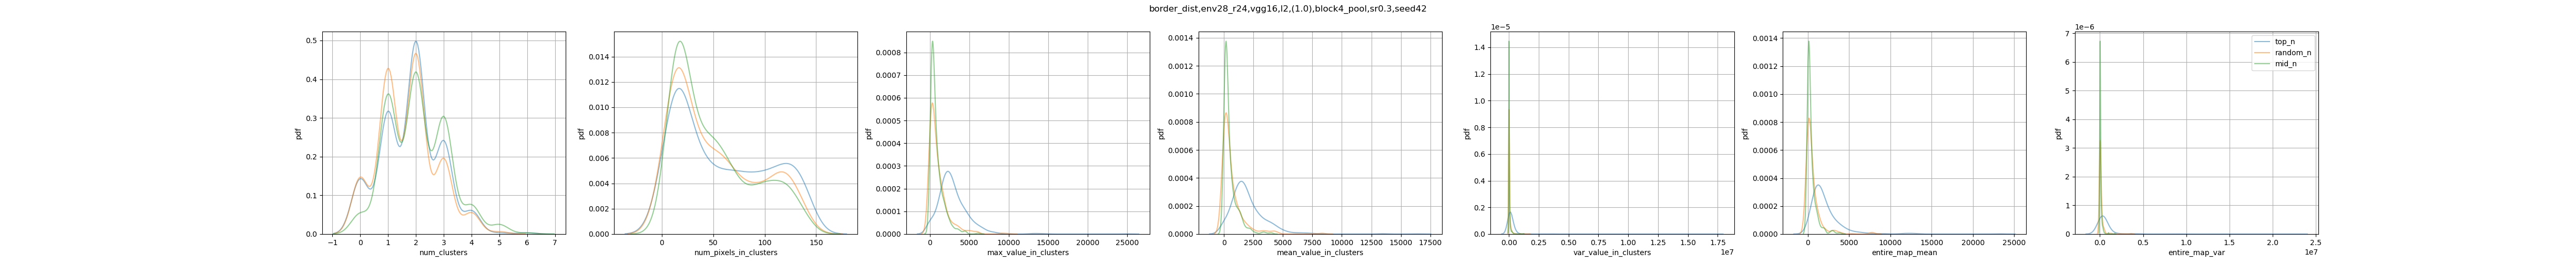 border_dist,env28_r24,vgg16,l2,(1.0),block4_pool,sr0.3,seed42
pdf
0.5
0.4
0.3
0.2
0.1
0.0
−1 0 1 2 3 4 5 6 7
num_clusters
pdf
0.014
0.012
0.010
0.008
0.006
0.004
0.002
0.000
0 50 100 150
num_pixels_in_clusters
pdf
0.0008
0.0007
0.0006
0.0005
0.0004
0.0003
0.0002
0.0001
0.0000
0 5000 10000 15000 20000 25000
max_value_in_clusters
pdf
0.0014
0.0012
0.0010
0.0008
0.0006
0.0004
0.0002
0.0000
0 2500 5000 7500 10000 12500 15000 17500
mean_value_in_clusters
1e−5
pdf
1.4
1.2
1.0
0.8
0.6
0.4
0.2
0.0
0.00 0.25 0.50 0.75 1.00 1.25 1.50 1.75
1e7
var_value_in_clusters
pdf
0.0014
0.0012
0.0010
0.0008
0.0006
0.0004
0.0002
0.0000
0 5000 10000 15000 20000 25000
entire_map_mean
1e−6
pdf
7
6
5
4
3
2
1
0
0.0 0.5 1.0 1.5 2.0 2.5
1e7
entire_map_var
top_n
random_n
mid_n